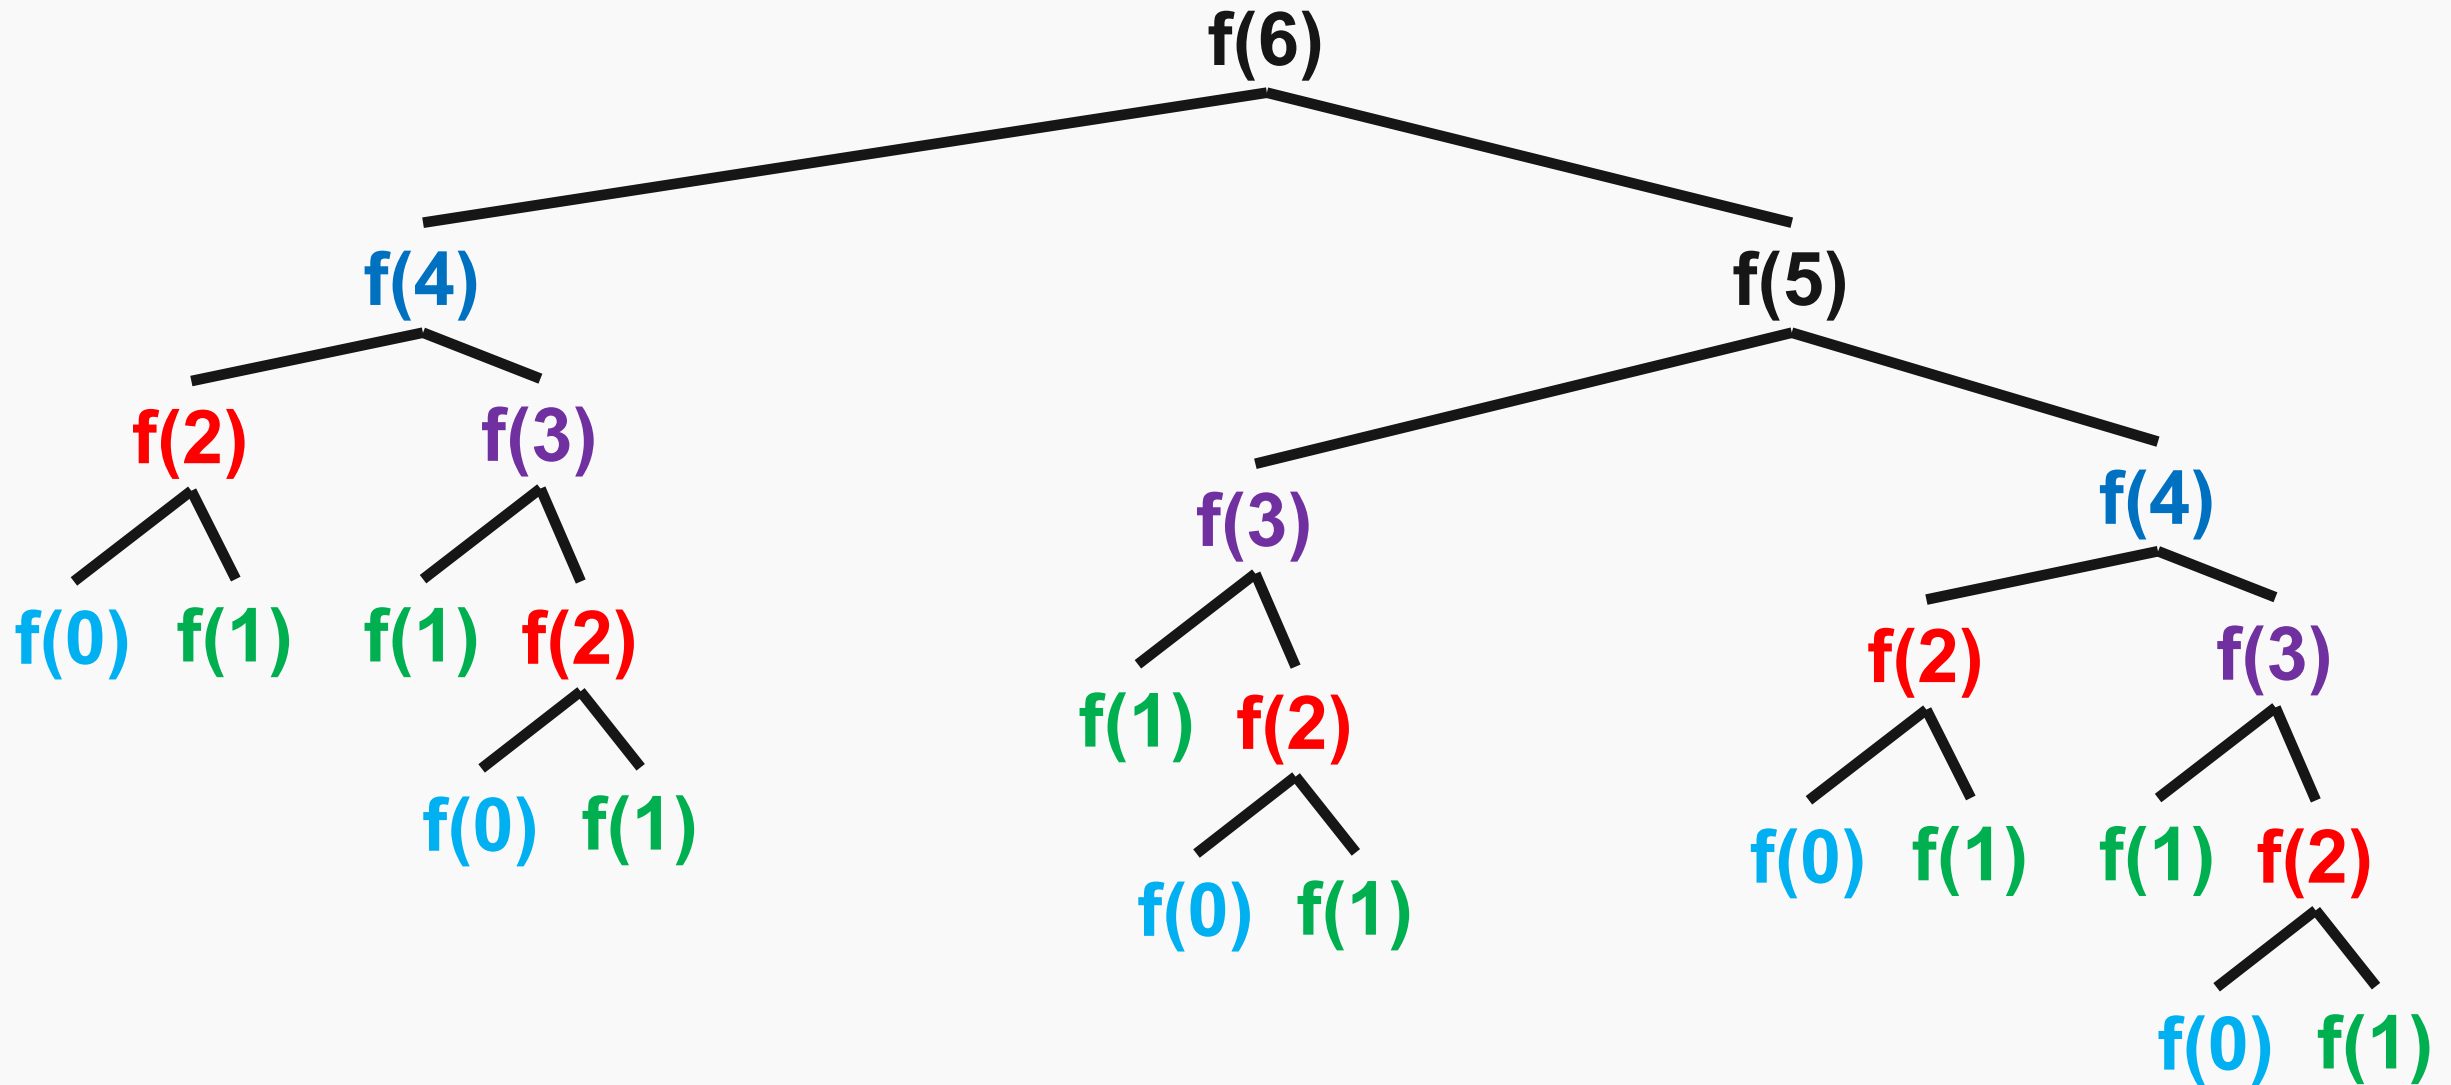 f(6)
f(4) f(5)
f(2) f(3)
f(3) f(4)
f(0) f(1) f(1) f(2)
f(2) f(3)
f(1) f(2)
f(0) f(1)
f(0) f(1) f(1) f(2)
f(0) f(1)
f(0) f(1)